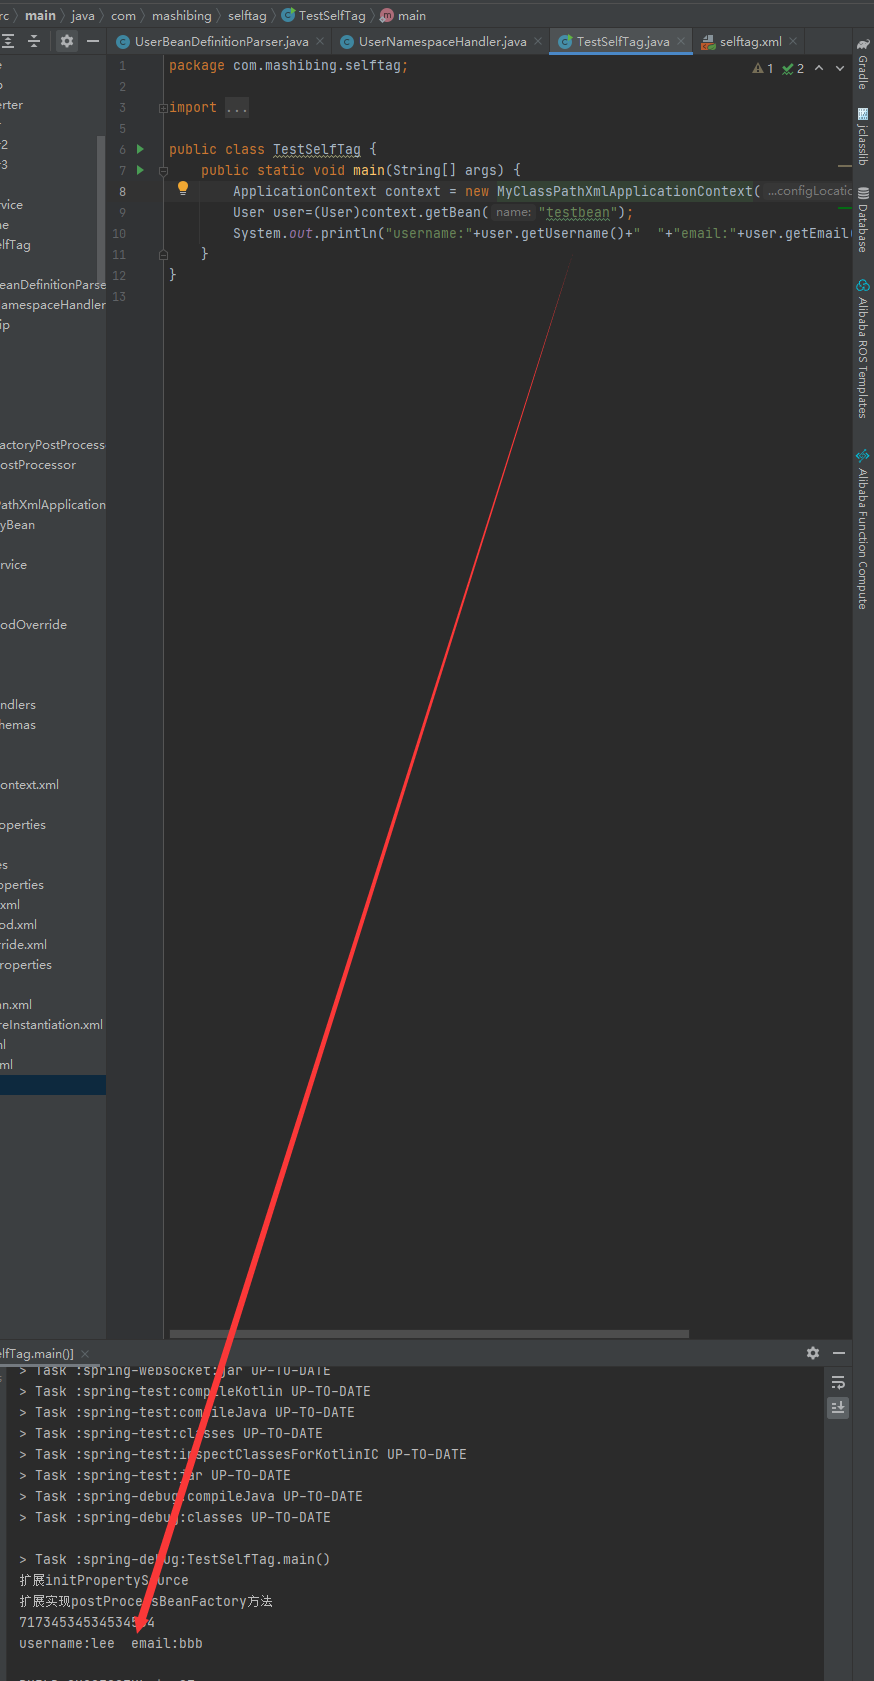 rc 〉 main 〉 java 〉 com 〉 mashibing 〉 selftag 〉 TestSelfTag 〉 main
UserBeanDefinitionParser.java × UserNamespaceHandler.java × TestSelfTag.java × selftag.xml ×
1 package com.mashibing.selftag;
1 2
2
3 import ...
5
6 public class TestSelfTag {
7 public static void main(String[] args) {
8 ApplicationContext context = new MyClassPathXmlApplicationContext( ...configLocatio
9 User user=(User)context.getBean( name: "testbean");
10 System.out.println("username:"+user.getUsername()+"  "+"email:"+user.getEmail(
11 }
12 }
13
e
o
erter
r2
r3
o
rvice
ne
elfTag
eanDefinitionParse
NamespaceHandler
ip
actoryPostProcess
ostProcessor
athXmlApplication
yBean
rvice
odOverride
ndlers
hemas
ontext.xml
operties
es
operties
.xml
od.xml
rride.xml
roperties
an.xml
reInstantiation.xml
ml
ml
Gradle
jclasslib
Database
Alibaba ROS Templates
Alibaba Function Compute
elfTag.main()] ×
> Task :spring-websocket:jar UP-TO-DATE
> Task :spring-test:compileKotlin UP-TO-DATE
> Task :spring-test:compileJava UP-TO-DATE
> Task :spring-test:classes UP-TO-DATE
> Task :spring-test:inspectClassesForKotlinIC UP-TO-DATE
> Task :spring-test:jar UP-TO-DATE
> Task :spring-debug:compileJava UP-TO-DATE
> Task :spring-debug:classes UP-TO-DATE
> Task :spring-debug:TestSelfTag.main()
扩展initPropertySource
扩展实现postProcessBeanFactory方法
username:lee  email:bbb